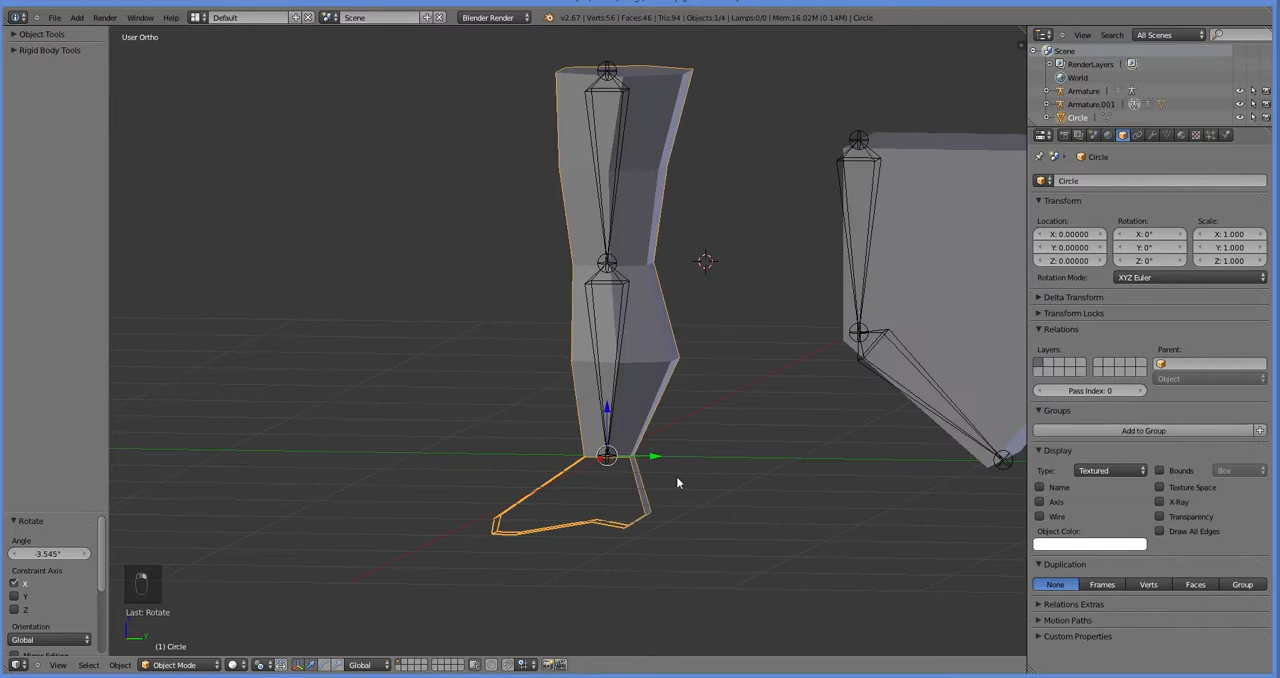 File Add Render Window Help Default Scene Blender Render v2.67 | Verts:56 | Faces:46 | Tris:94 | Objects:1/4 | Lamps:0/0 | Mem:16.02M (0.14M) | Circle
Object Tools
Rigid Body Tools
User Ortho
View Search All Scenes
Scene
RenderLayers
World
Armature
Armature.001
Circle
Circle
Circle
Transform
Location: Rotation: Scale:
X: 0.00000 X: 0° X: 1.000
Y: 0.00000 Y: 0° Y: 1.000
Z: 0.00000 Z: 0° Z: 1.000
Rotation Mode: XYZ Euler
Delta Transform
Transform Locks
Relations
Layers: Parent:
Object
Pass Index: 0
Groups
Add to Group
Display
Type: Textured Bounds Box
Name Texture Space
Axis X-Ray
Wire Transparency
Object Color: Draw All Edges
Duplication
None Frames Verts Faces Group
Relations Extras
Motion Paths
Custom Properties
Rotate
Angle
-3.545°
Constraint Axis
X
Y
Z
Orientation:
Global
Last: Rotate
z
y
(1) Circle
View Select Object Object Mode Global